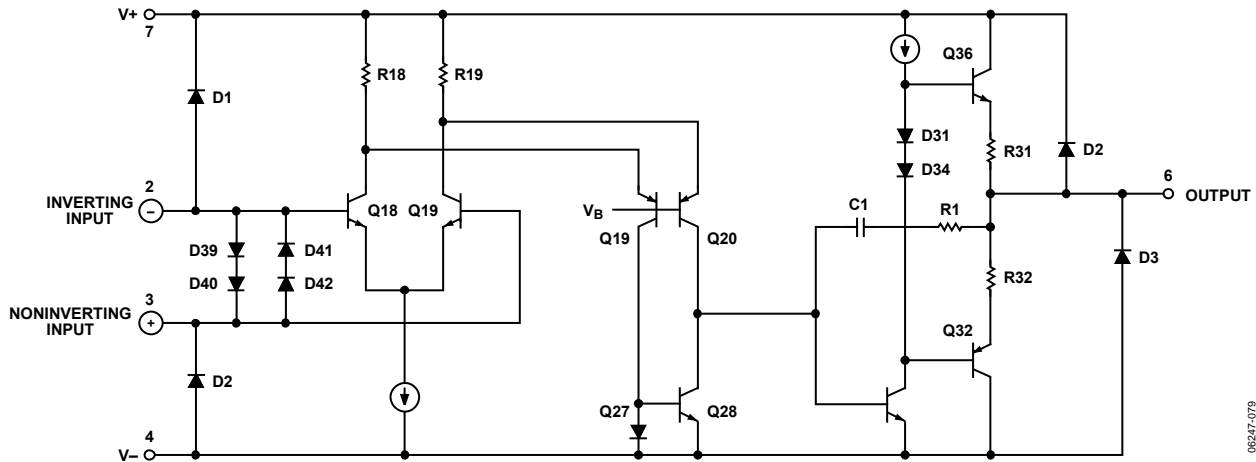 V+
7
D1
R18
R19
Q36
D31
D34
R31
D2
6
OUTPUT
2
INVERTING
INPUT
−
Q18
Q19
VB
Q19
Q20
C1
R1
D39
D40
D41
D42
D3
R32
3
NONINVERTING
INPUT
+
Q32
D2
Q27
Q28
4
V−
06247-079